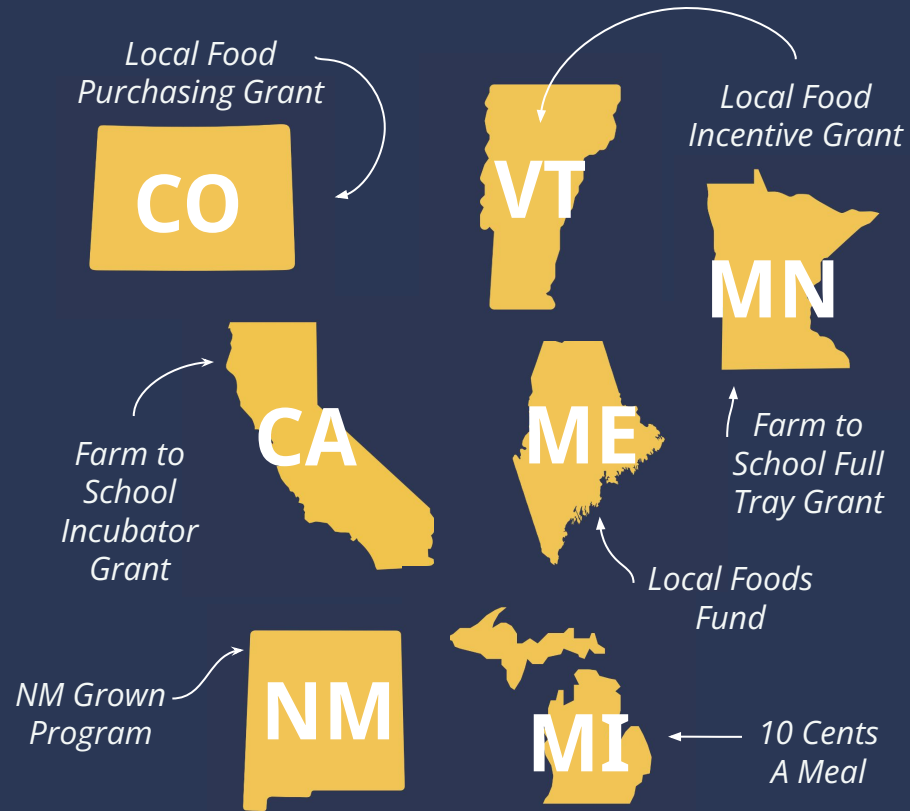 Local Food
Purchasing Grant
CO
VT
Local Food
Incentive Grant
MN
Farm to
School Full
Tray Grant
CA
Farm to
School
Incubator
Grant
ME
Local Foods
Fund
NM
NM Grown
Program
MI
10 Cents
A Meal